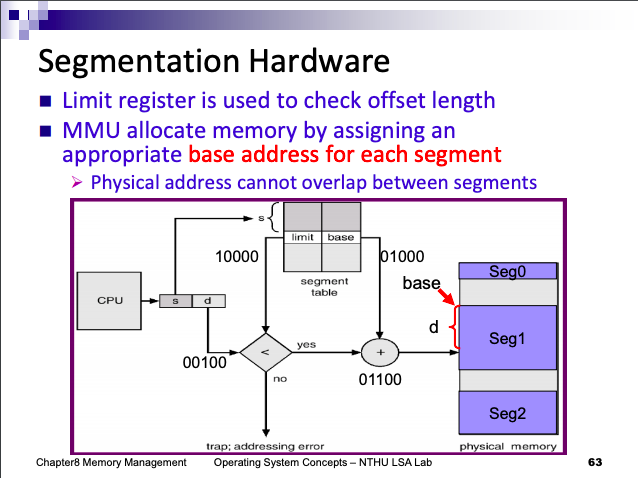 Segmentation Hardware
Limit register is used to check offset length
MMU allocate memory by assigning an
appropriate base address for each segment
Physical address cannot overlap between segments
s
limit base
10000
01000
segment
table
Seg0
base
CPU
s d
d
Seg1
yes
<
+
00100
no
01100
Seg2
trap; addressing error
physical memory
Chapter8 Memory Management
Operating System Concepts – NTHU LSA Lab
63